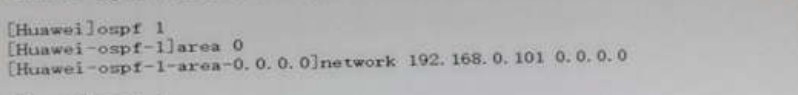 [Huawei]ospf 1
[Huawei-ospf-1]area 0
[Huawei-ospf-1-area-0.0.0.0]network 192.168.0.101 0.0.0.0